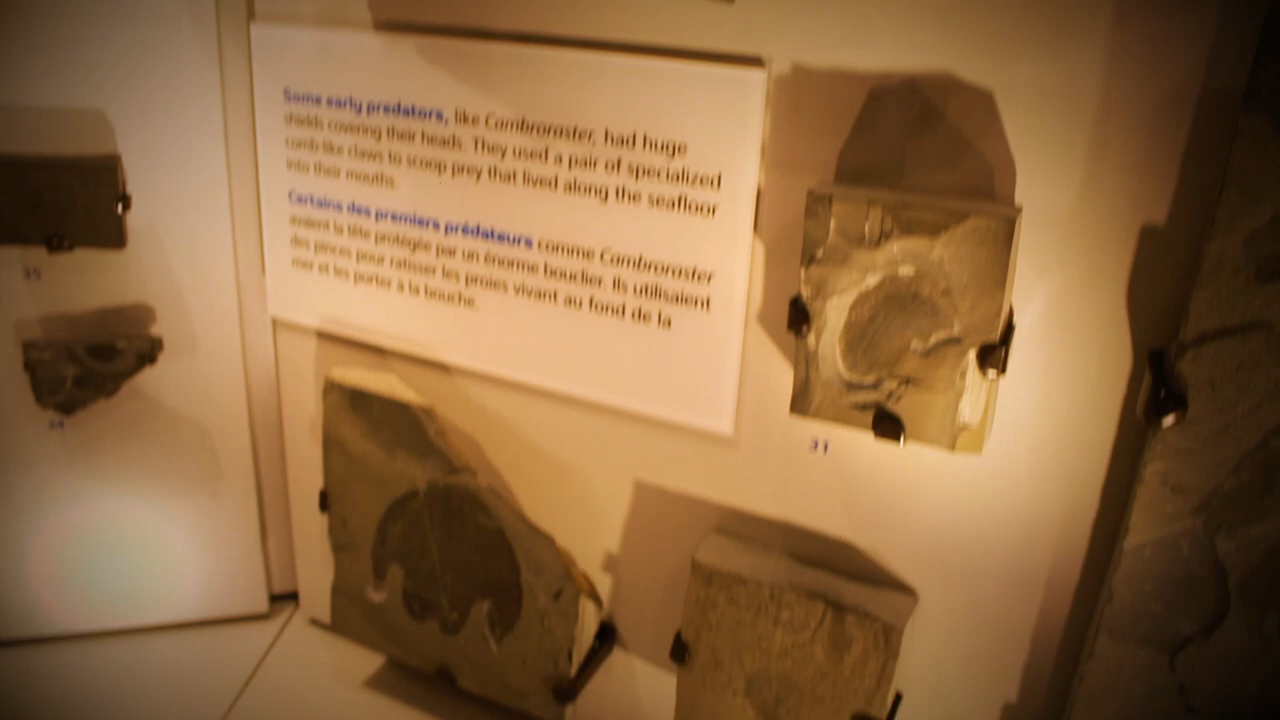 Some early predators, like Cambroraster, had huge
shields covering their heads. They used a pair of specialized
comb-like claws to scoop prey that lived along the seafloor
into their mouths.
Certains des premiers prédateurs comme Cambroraster
avaient la tête protégée par un énorme bouclier. Ils utilisaient
des pinces pour ratisser les proies vivant au fond de la
mer et les porter à la bouche.
35
31